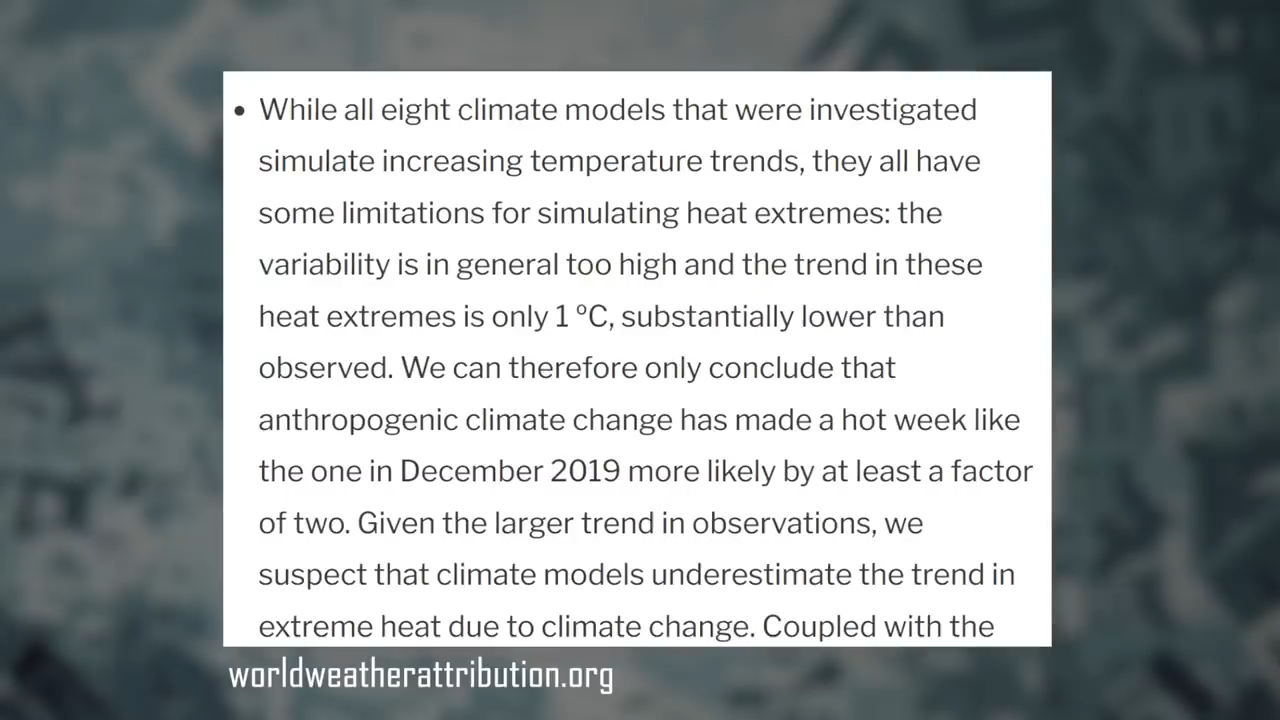 • While all eight climate models that were investigated
simulate increasing temperature trends, they all have
some limitations for simulating heat extremes: the
variability is in general too high and the trend in these
heat extremes is only 1 ºC, substantially lower than
observed. We can therefore only conclude that
anthropogenic climate change has made a hot week like
the one in December 2019 more likely by at least a factor
of two. Given the larger trend in observations, we
suspect that climate models underestimate the trend in
extreme heat due to climate change. Coupled with the
worldweatherattribution.org